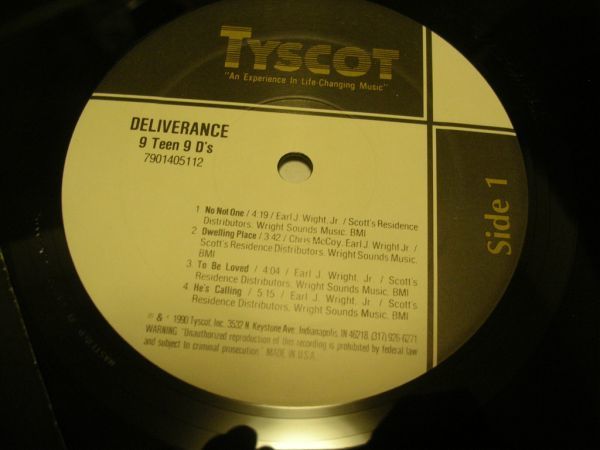 TYSCOT
"An Experience In Life-Changing Music"
DELIVERANCE
9 Teen 9 D's
7901405112
Side 1
1. No Not One / 4:19 / Earl J. Wight, Jr. / Scott's Residence
Distributors. Wright Sounds Music. BMI
2. Dwelling Place / 3:42 / Chris McCoy, Earl J. Wright Jr. /
Scott's Residence Distributors. Wright Sounds Music.
BMI
3. To Be Loved / 4:04 / Earl J. Wright, Jr. / Scott's
Residence Distributors. Wright Sounds Music, BMI
4. He's Calling / 5:15 / Earl J. Wright, Jr. / Scott's
Residence Distributors, Wright Sounds Music, BMI
1990 Tyscot, Inc. 3532 N. Keystone Ave. Indianapolis, IN 46218, (317) 926-6271
WARNING: "Unauthorized reproduction of this recording is prohibited by federal law
and subject to criminal prosecution." MADE IN U.S.A.